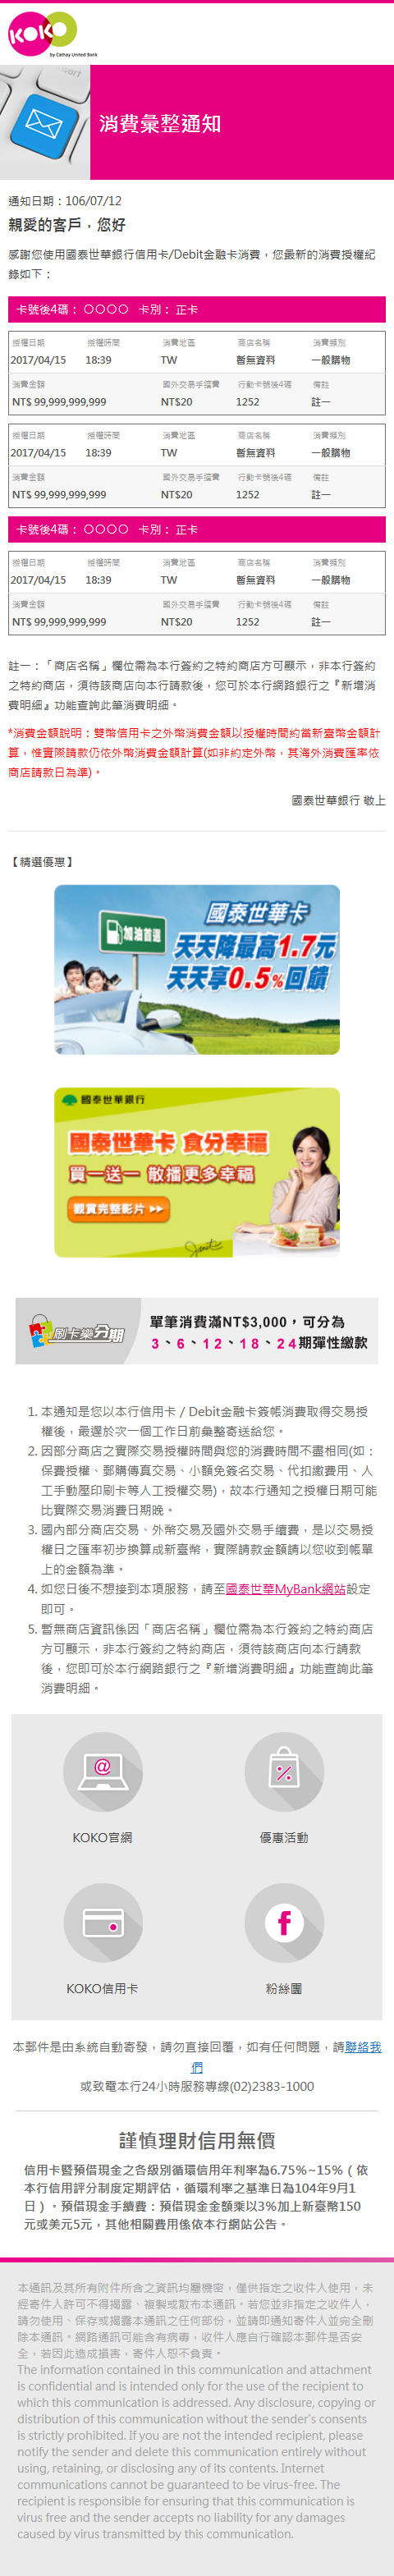 KOKO
by Cathay United Bank
消費彙整通知
通知日期：106/07/12
親愛的客戶，您好
感謝您使用國泰世華銀行信用卡/Debit金融卡消費，您最新的消費授權紀
錄如下：
卡號後4碼： 〇〇〇〇 卡別： 正卡
授權日期 授權時間 消費地區 商店名稱 消費類別
2017/04/15 18:39 TW 暫無資料 一般購物
消費金額 國外交易手續費 行動卡號後4碼 備註
NT$ 99,999,999,999 NT$20 1252 註一
授權日期 授權時間 消費地區 商店名稱 消費類別
2017/04/15 18:39 TW 暫無資料 一般購物
消費金額 國外交易手續費 行動卡號後4碼 備註
NT$ 99,999,999,999 NT$20 1252 註一
卡號後4碼： 〇〇〇〇 卡別： 正卡
授權日期 授權時間 消費地區 商店名稱 消費類別
2017/04/15 18:39 TW 暫無資料 一般購物
消費金額 國外交易手續費 行動卡號後4碼 備註
NT$ 99,999,999,999 NT$20 1252 註一
註一：「商店名稱」欄位需為本行簽約之特約商店方可顯示，非本行簽約
之特約商店，須待該商店向本行請款後，您可於本行網路銀行之『新增消
費明細』功能查詢此筆消費明細。
*消費金額說明：雙幣信用卡之外幣消費金額以授權時間約當新臺幣金額計
算，惟實際請款仍依外幣消費金額計算(如非約定外幣，其海外消費匯率依
商店請款日為準)。
國泰世華銀行 敬上
【精選優惠】
加油首選
國泰世華卡
天天降最高1.7元
天天享0.5%回饋
國泰世華銀行
國泰世華卡 食分幸福
買一送一 散播更多幸福
觀賞完整影片 >>
刷卡樂分期
單筆消費滿NT$3,000，可分為
3、6、12、18、24期彈性繳款
1. 本通知是您以本行信用卡 / Debit金融卡簽帳消費取得交易授
權後，最遲於次一個工作日前彙整寄送給您。
2. 因部分商店之實際交易授權時間與您的消費時間不盡相同(如：
保費授權、郵購傳真交易、小額免簽名交易、代扣繳費用、人
工手動壓印刷卡等人工授權交易)，故本行通知之授權日期可能
比實際交易消費日期晚。
3. 國內部分商店交易、外幣交易及國外交易手續費，是以交易授
權日之匯率初步換算成新臺幣，實際請款金額請以您收到帳單
上的金額為準。
4. 如您日後不想接到本項服務，請至國泰世華MyBank網站設定
即可。
5. 暫無商店資訊係因「商店名稱」欄位需為本行簽約之特約商店
方可顯示，非本行簽約之特約商店，須待該商店向本行請款
後，您即可於本行網路銀行之『新增消費明細』功能查詢此筆
消費明細。
KOKO官網 優惠活動
KOKO信用卡 粉絲團
本郵件是由系統自動寄發，請勿直接回覆，如有任何問題，請聯絡我
們
或致電本行24小時服務專線(02)2383-1000
謹慎理財信用無價
信用卡暨預借現金之各級別循環信用年利率為6.75%~15%（依
本行信用評分制度定期評估，循環利率之基準日為104年9月1
日）。預借現金手續費：預借現金金額乘以3%加上新臺幣150
元或美元5元，其他相關費用係依本行網站公告。
本通訊及其所有附件所含之資訊均屬機密，僅供指定之收件人使用，未
經寄件人許可不得揭露、複製或散布本通訊。若您並非指定之收件人，
請勿使用、保存或揭露本通訊之任何部份，並請即通知寄件人並完全刪
除本通訊。網路通訊可能含有病毒，收件人應自行確認本郵件是否安
全，若因此造成損害，寄件人恕不負責。
The information contained in this communication and attachment
is confidential and is intended only for the use of the recipient to
which this communication is addressed. Any disclosure, copying or
distribution of this communication without the sender's consents
is strictly prohibited. If you are not the intended recipient, please
notify the sender and delete this communication entirely without
using, retaining, or disclosing any of its contents. Internet
communications cannot be guaranteed to be virus-free. The
recipient is responsible for ensuring that this communication is
virus free and the sender accepts no liability for any damages
caused by virus transmitted by this communication.